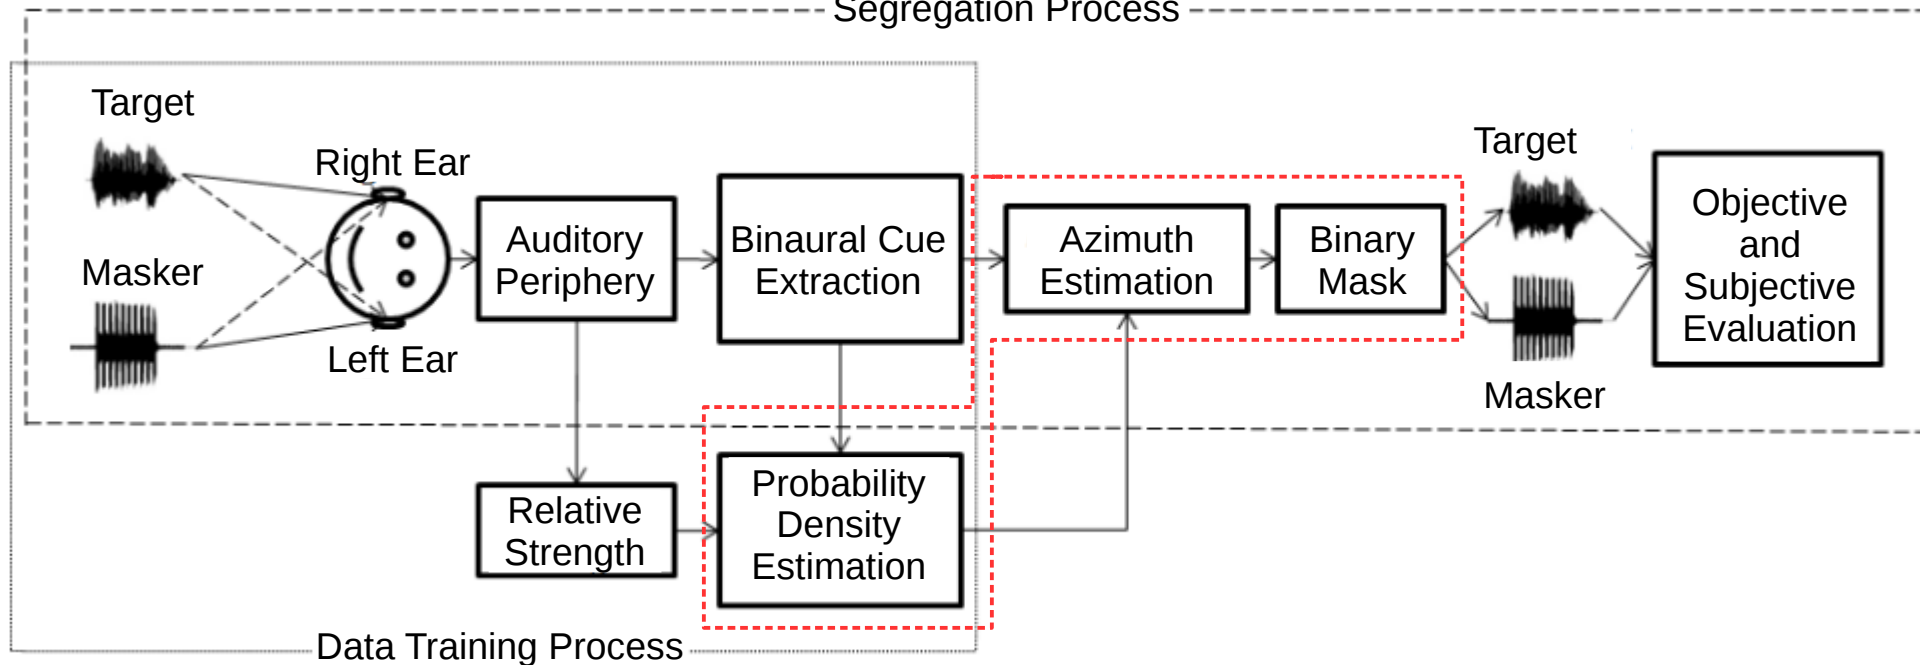 Segregation Process
Target
Right Ear
Masker
Left Ear
Auditory
Periphery
Binaural Cue
Extraction
Azimuth
Estimation
Binary
Mask
Target
Masker
Objective
and
Subjective
Evaluation
Relative
Strength
Probability
Density
Estimation
Data Training Process